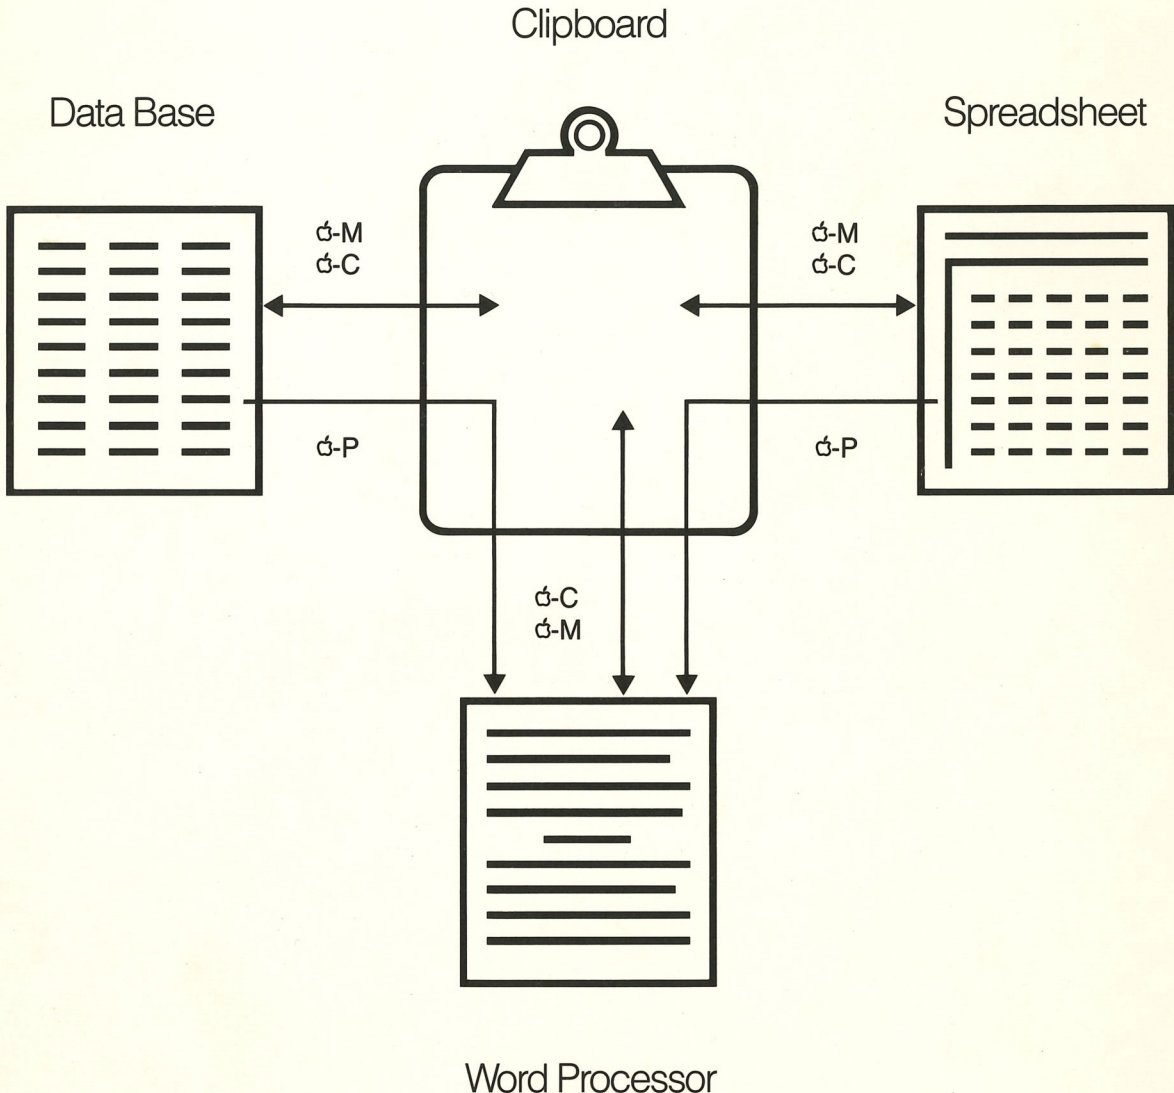 Clipboard
Data Base
Spreadsheet
-M
-C
-M
-C
-P
-P
-C
-M
Word Processor